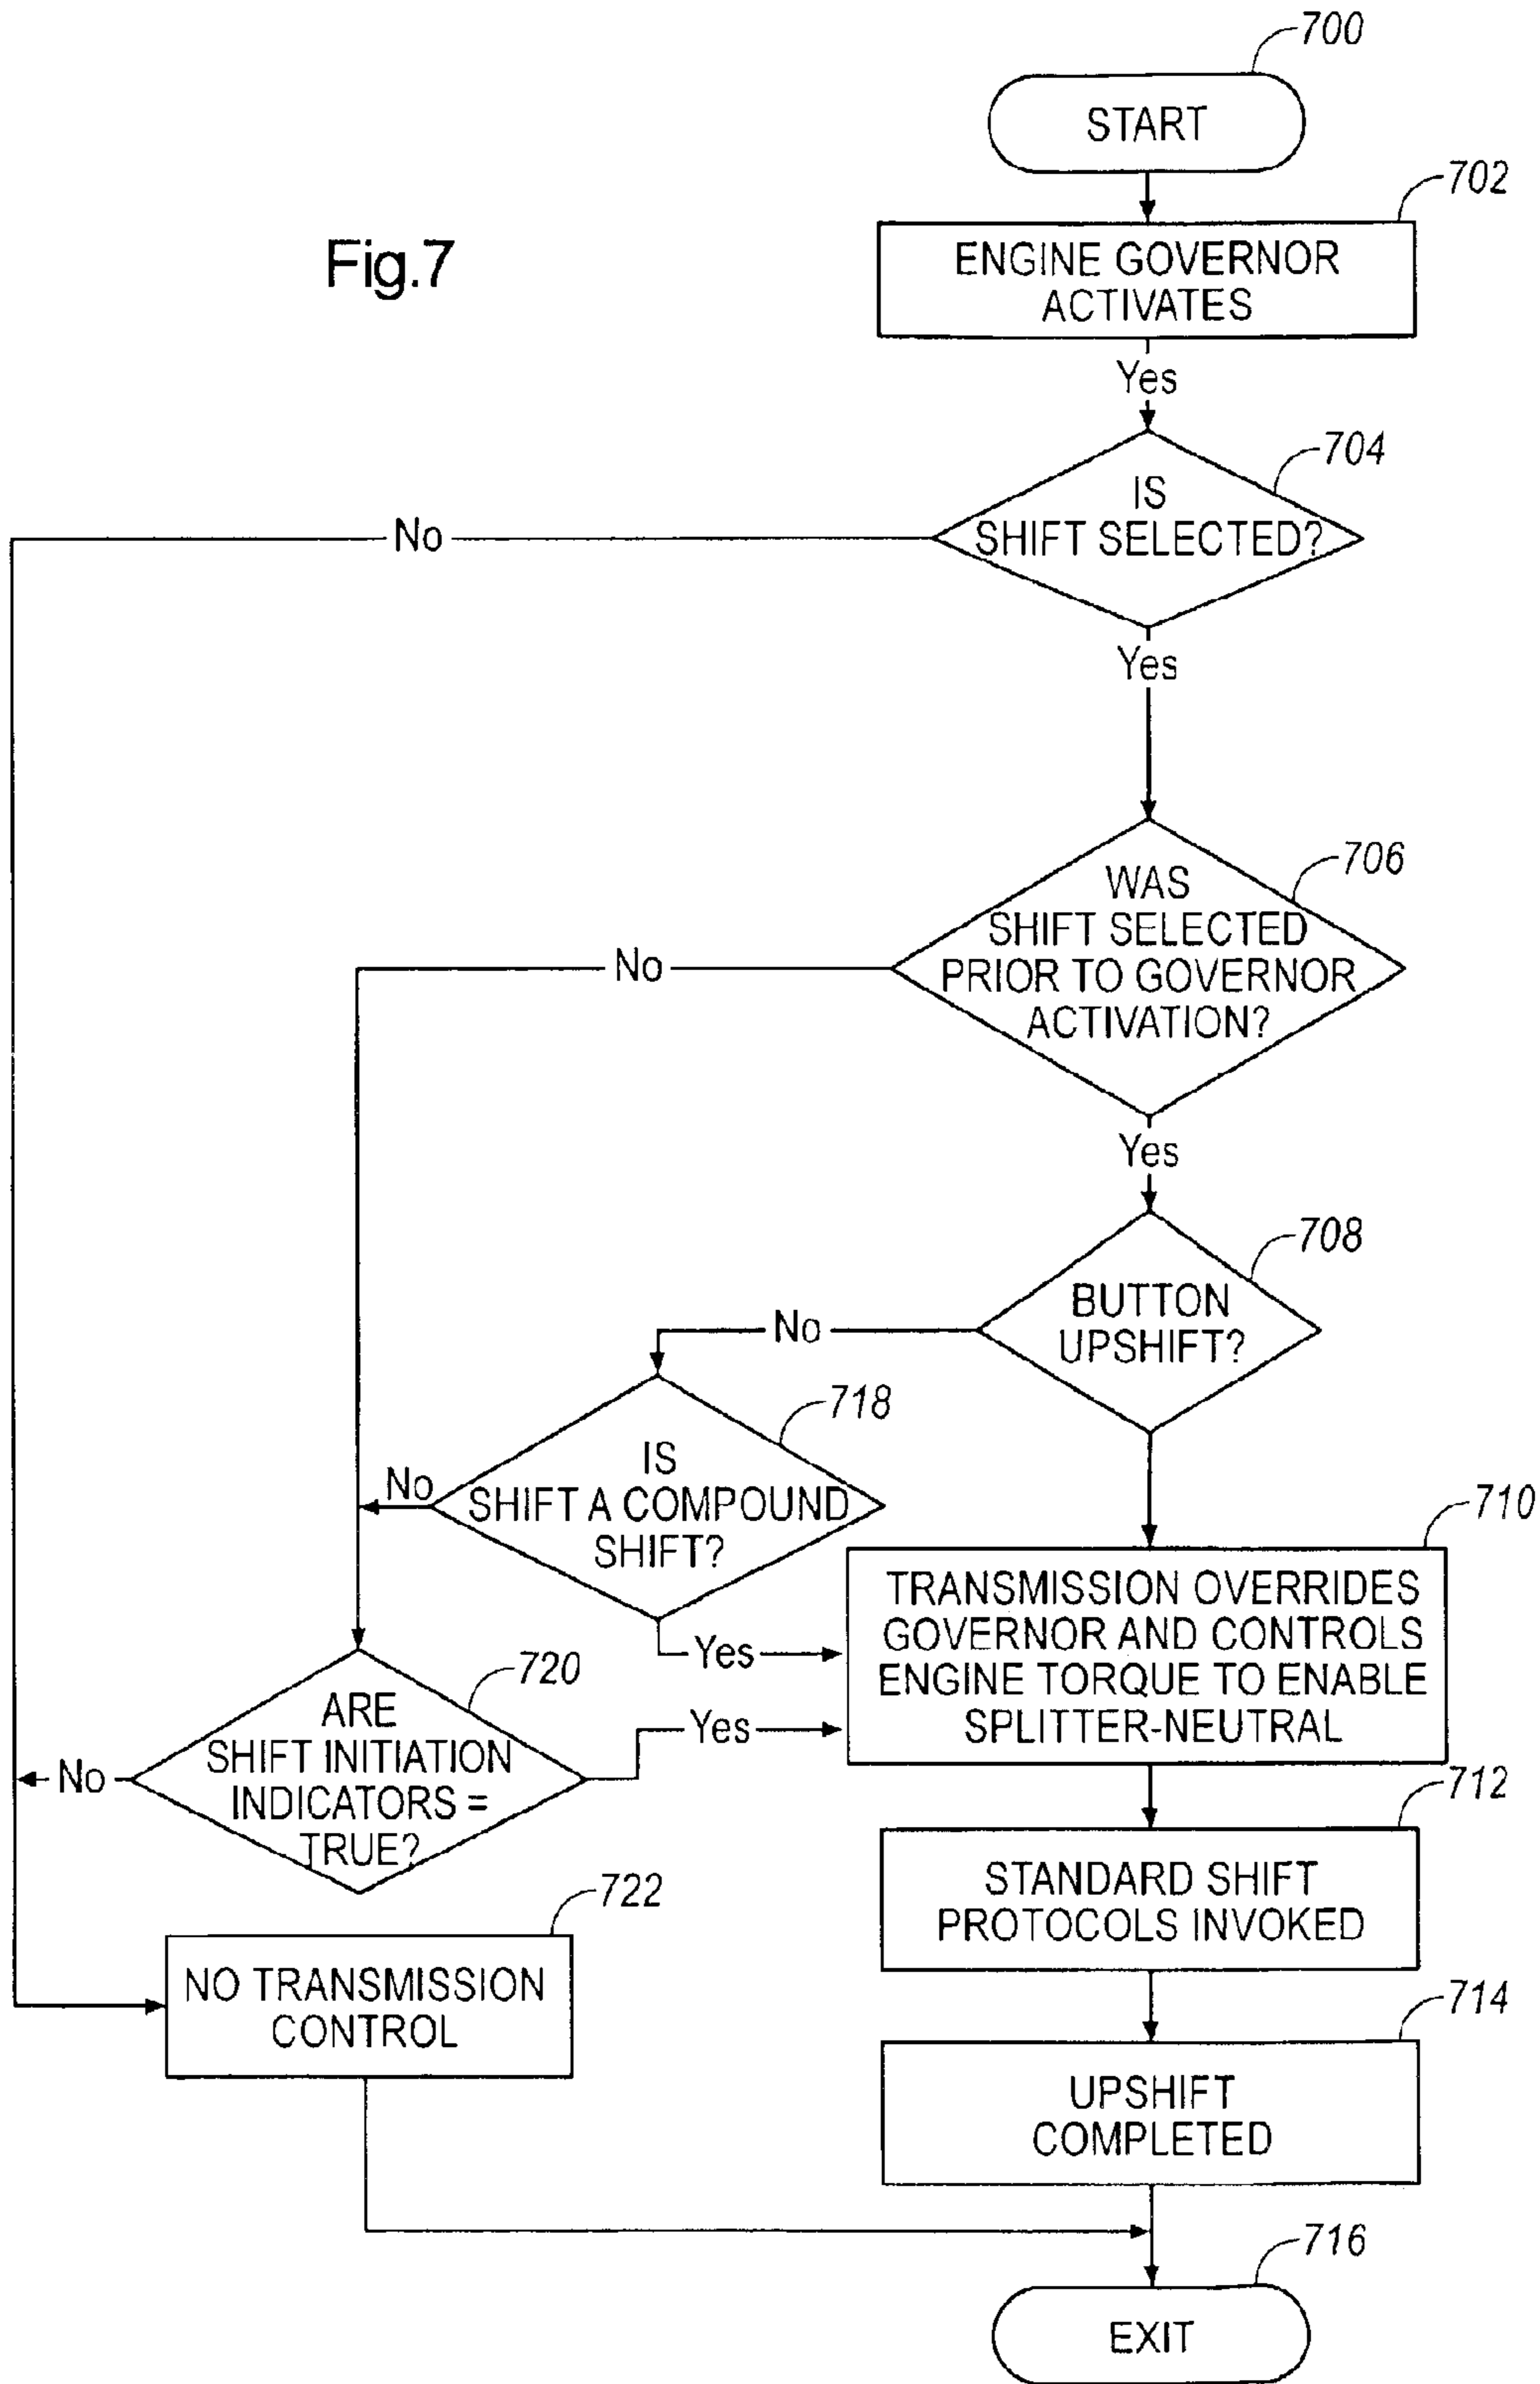 700
START
702
Fig.7
ENGINE GOVERNOR
ACTIVATES
Yes
704
IS
SHIFT SELECTED?
No
Yes
706
WAS
SHIFT SELECTED
PRIOR TO GOVERNOR
ACTIVATION?
No
Yes
708
BUTTON
UPSHIFT?
No
718
IS
SHIFT A COMPOUND
SHIFT?
No
Yes
710
TRANSMISSION OVERRIDES
GOVERNOR AND CONTROLS
ENGINE TORQUE TO ENABLE
SPLITTER-NEUTRAL
720
ARE
SHIFT INITIATION
INDICATORS =
TRUE?
Yes
No
712
STANDARD SHIFT
PROTOCOLS INVOKED
722
NO TRANSMISSION
CONTROL
714
UPSHIFT
COMPLETED
716
EXIT